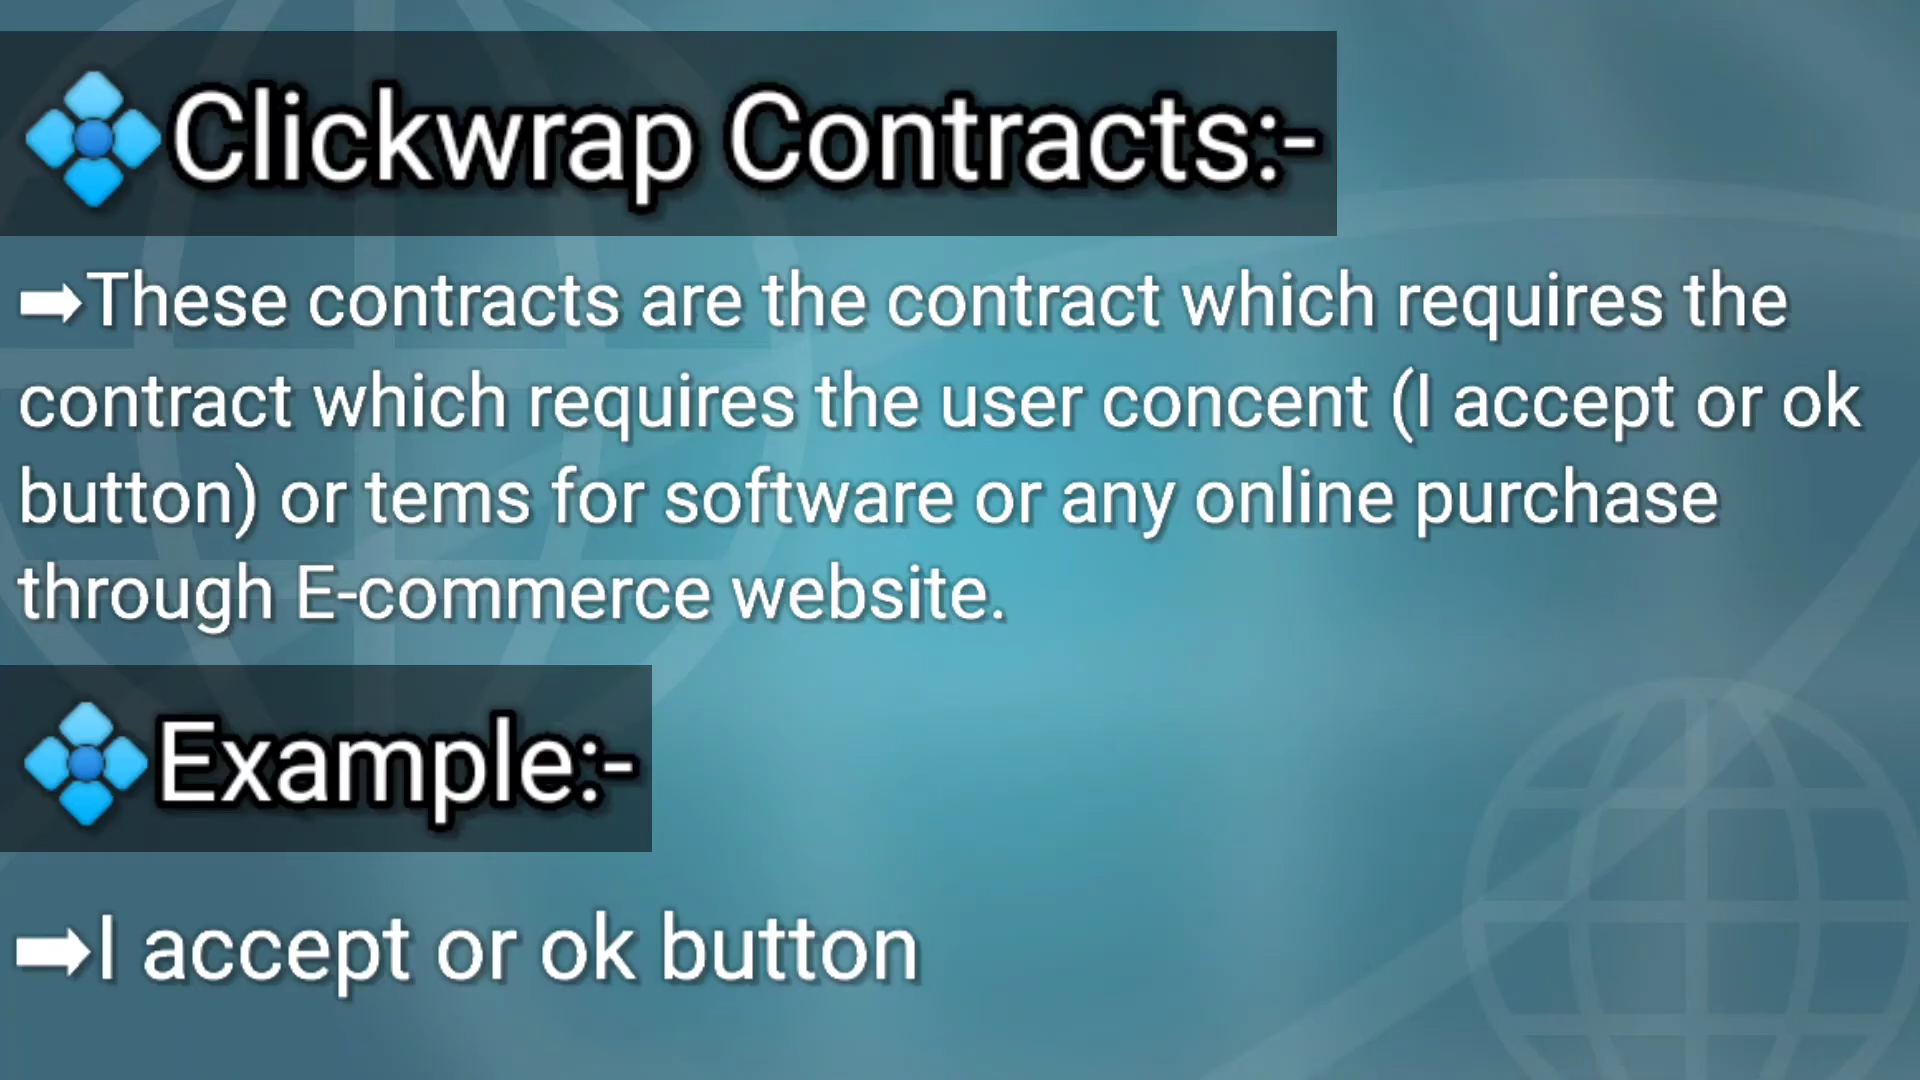 💠Clickwrap Contracts:-
➡These contracts are the contract which requires the
contract which requires the user concent (I accept or ok
button) or tems for software or any online purchase
through E-commerce website.
💠Example:-
➡I accept or ok button